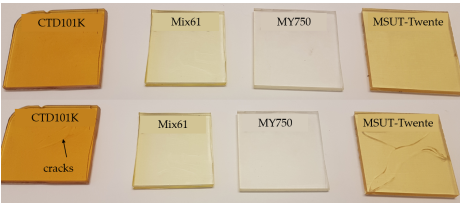 CTD101K
Mix61
MY750
MSUT-Twente
CTD101K
Mix61
MY750
MSUT-Twente
cracks